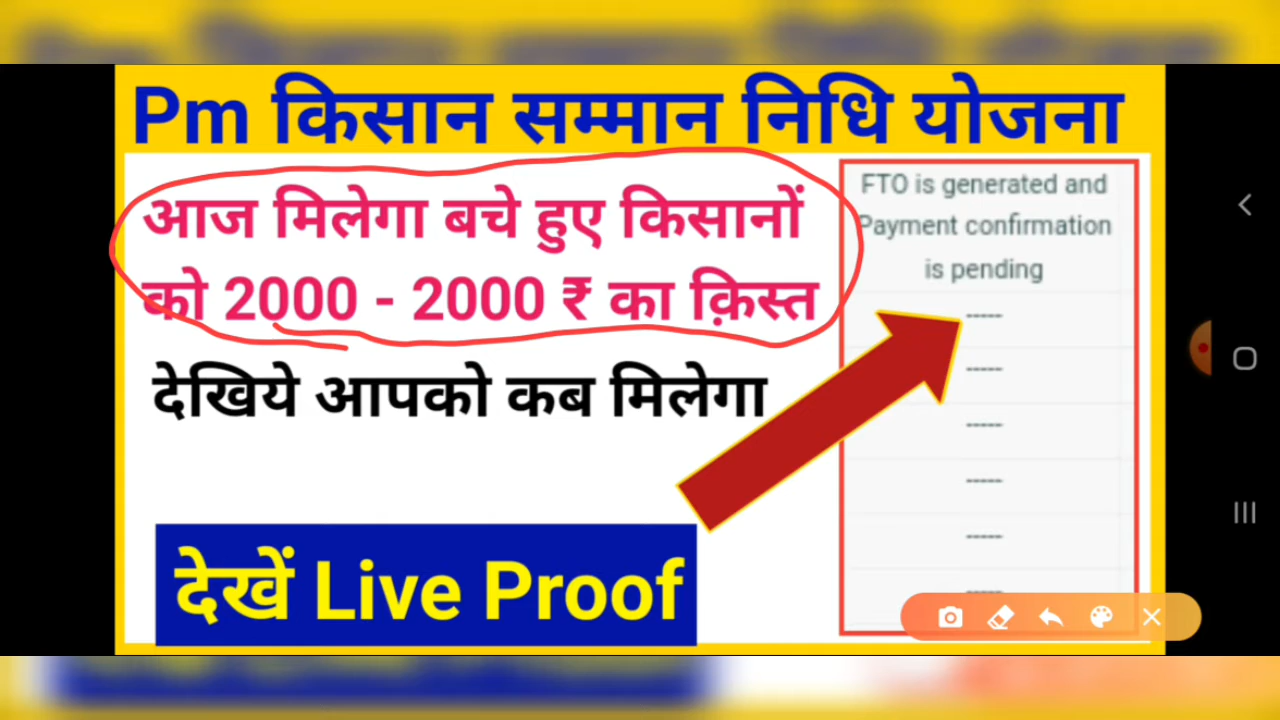 Pm किसान सम्मान निधि योजना
आज मिलेगा बचे हुए किसानों
को 2000 - 2000 ₹ का क़िस्त
देखिये आपको कब मिलेगा
देखें Live Proof
FTO is generated and
Payment confirmation
is pending
-----
-----
-----
-----
-----
-----